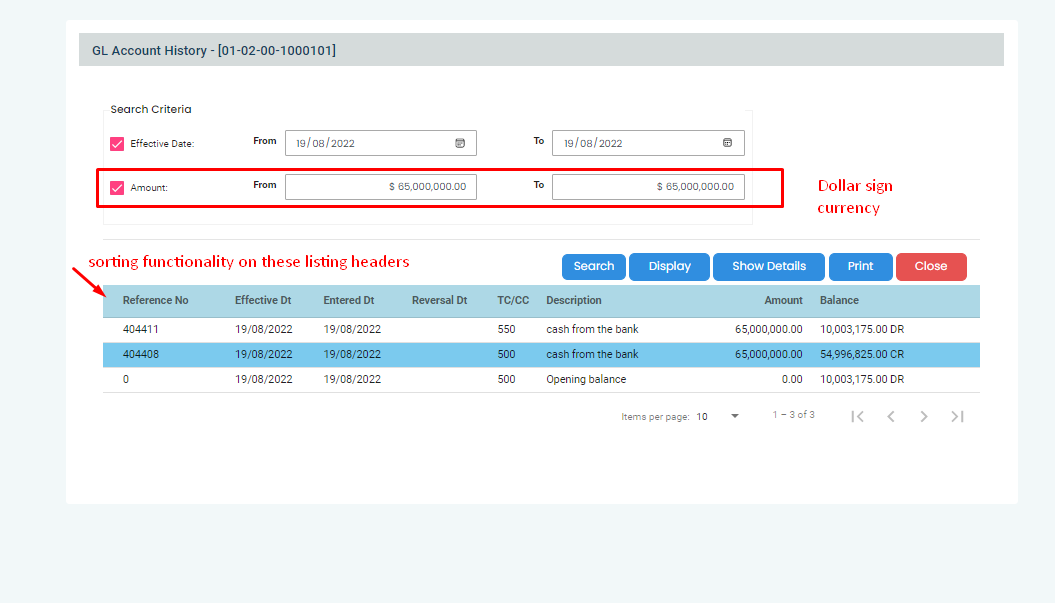 GL Account History - [01-02-00-1000101]
Search Criteria
Effective Date: From 19/08/2022 To 19/08/2022
Amount: From $ 65,000,000.00 To $ 65,000,000.00
Dollar sign
currency
sorting functionality on these listing headers
Search Display Show Details Print Close
Reference No Effective Dt Entered Dt Reversal Dt TC/CC Description Amount Balance
404411 19/08/2022 19/08/2022 550 cash from the bank 65,000,000.00 10,003,175.00 DR
404408 19/08/2022 19/08/2022 500 cash from the bank 65,000,000.00 54,996,825.00 CR
0 19/08/2022 19/08/2022 500 Opening balance 0.00 10,003,175.00 DR
Items per page: 10 1 – 3 of 3